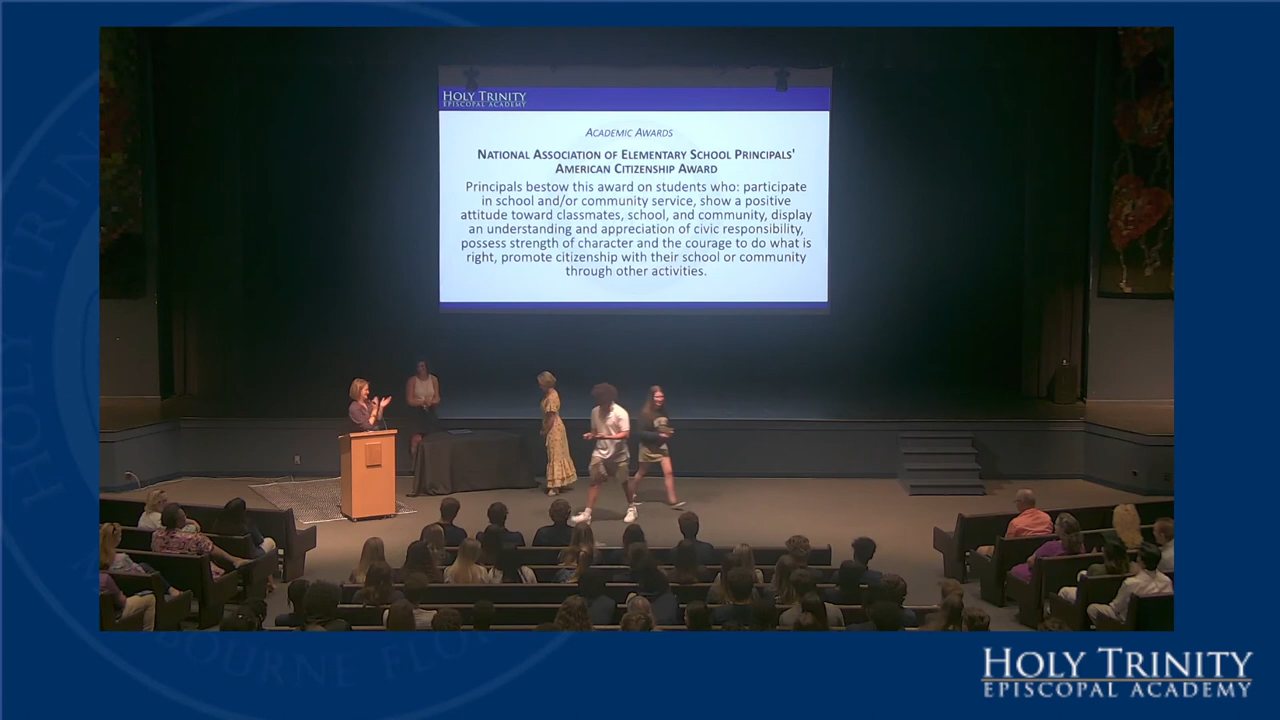 HOLY TRINITY
EPISCOPAL ACADEMY
ACADEMIC AWARDS
NATIONAL ASSOCIATION OF ELEMENTARY SCHOOL PRINCIPALS'
AMERICAN CITIZENSHIP AWARD
Principals bestow this award on students who: participate
in school and/or community service, show a positive
attitude toward classmates, school, and community, display
an understanding and appreciation of civic responsibility,
possess strength of character and the courage to do what is
right, promote citizenship with their school or community
through other activities.
HOLY TRINITY
EPISCOPAL ACADEMY